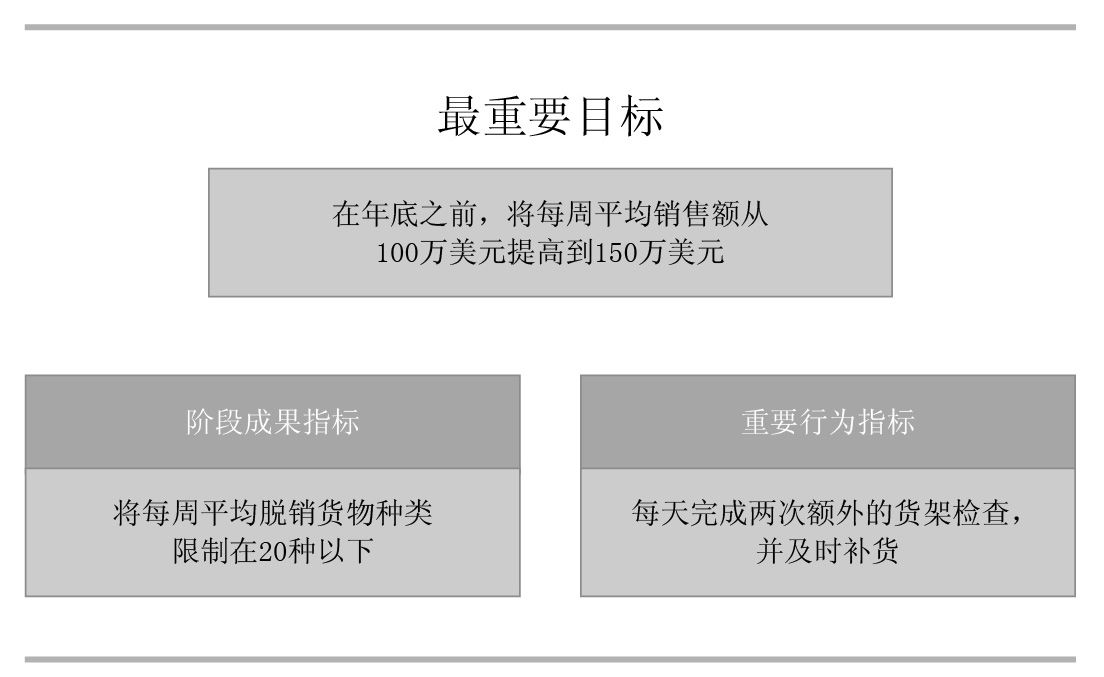 最重要目标
在年底之前，将每周平均销售额从
100万美元提高到150万美元
阶段成果指标
将每周平均脱销货物种类
限制在20种以下
重要行为指标
每天完成两次额外的货架检查，
并及时补货